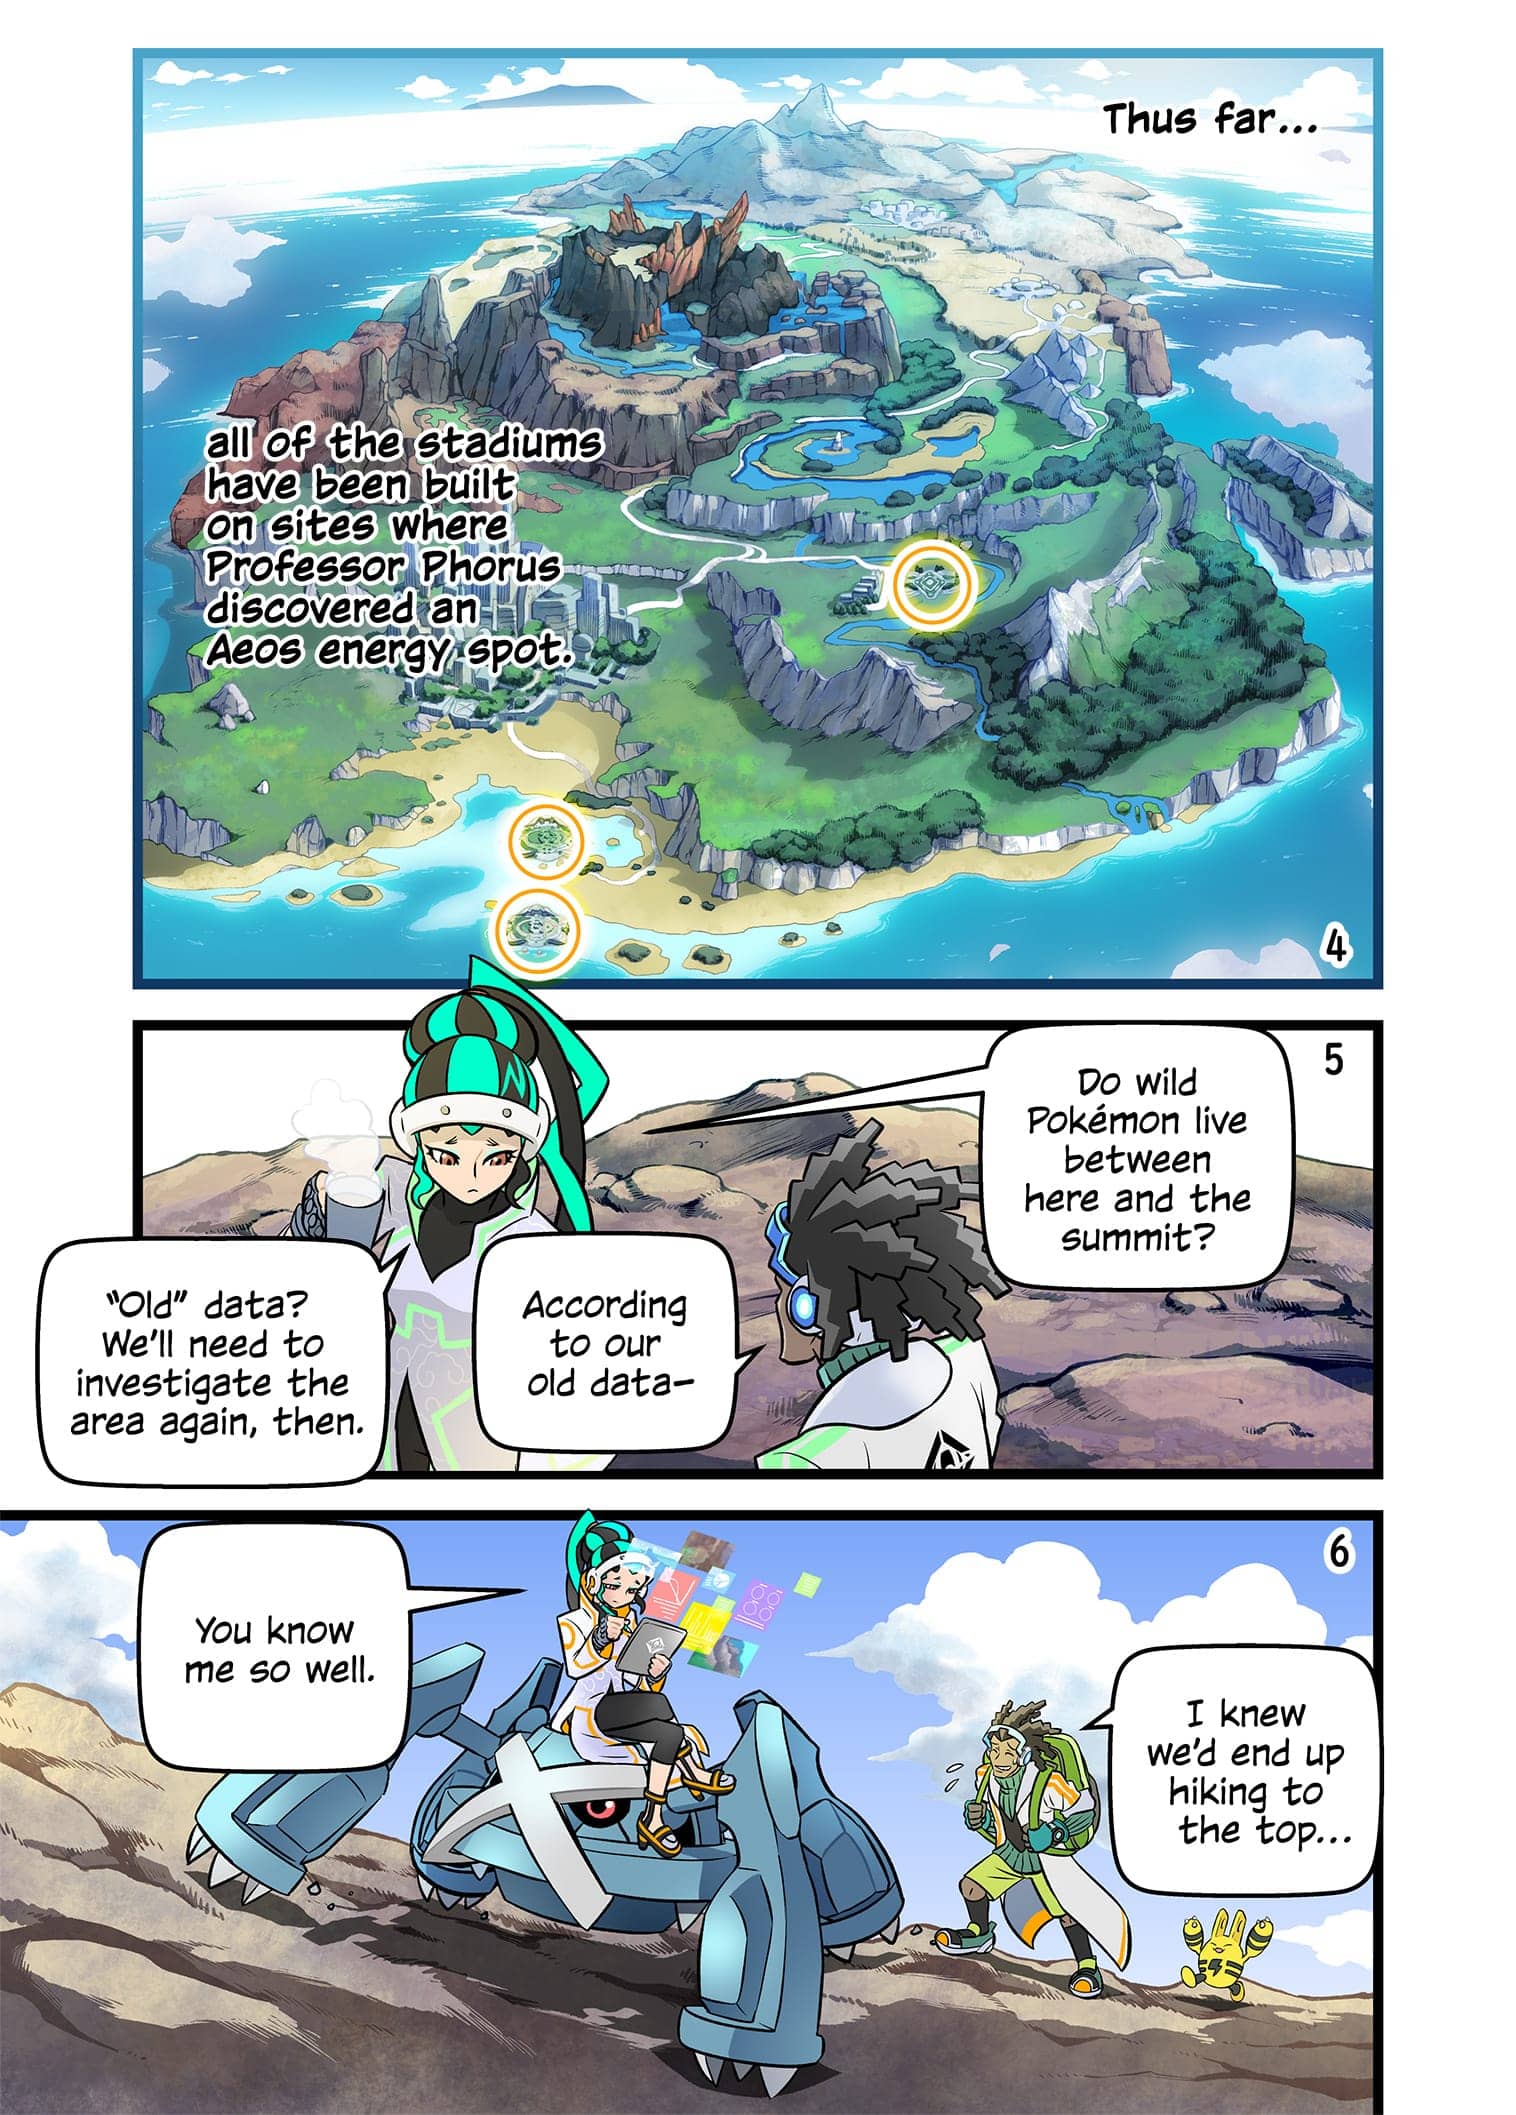 Thus far...
all of the stadiums
have been built
on sites where
Professor Phorus
discovered an
Aeos energy spot.
4
5
Do wild
Pokémon live
between
here and the
summit?
According
to our
old data–
“Old” data?
We’ll need to
investigate the
area again, then.
N
6
I knew
we’d end up
hiking to
the top...
You know
me so well.